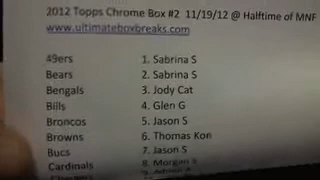 2012 Topps Chrome Box #2 11/19/12 @ Halftime of MNF
www.ultimateboxbreaks.com
49ers 1. Sabrina S
Bears 2. Sabrina S
Bengals 3. Jody Cat
Bills 4. Glen G
Broncos 5. Jason S
Browns 6. Thomas Kon
Bucs 7. Jason S
Cardinals 8. Morgan S